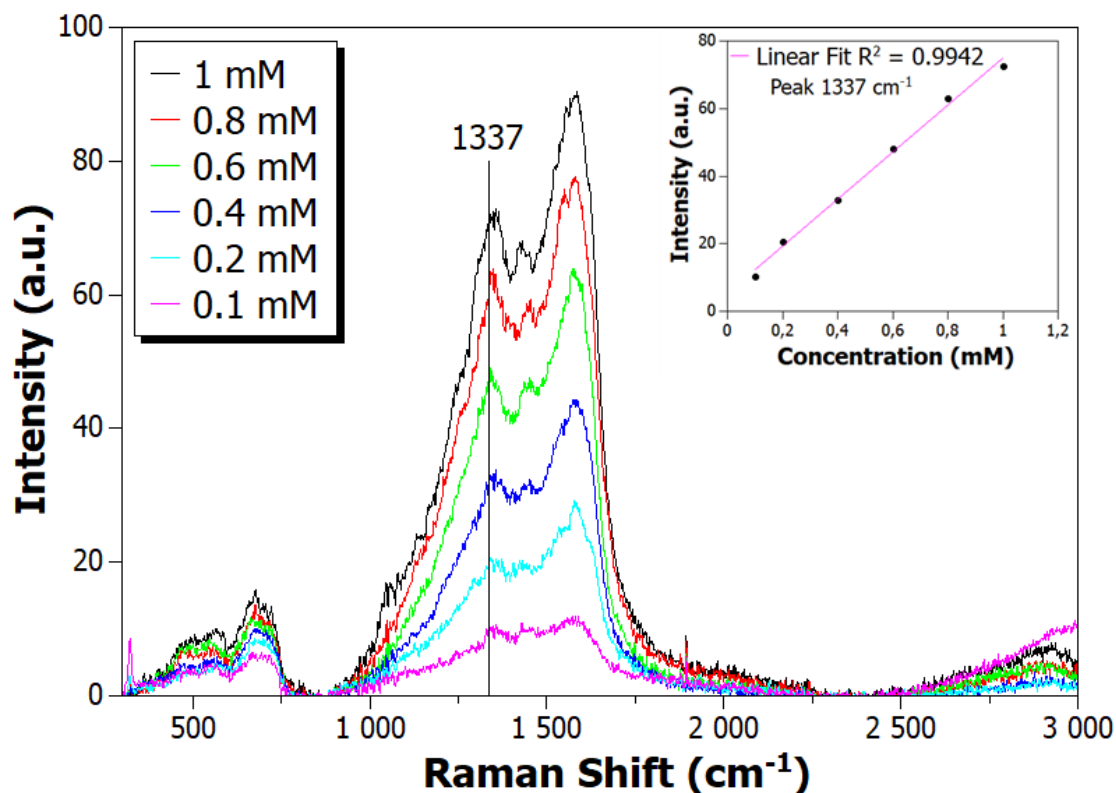 100
80
60
40
20
0
Intensity (a.u.)
1 mM
0.8 mM
0.6 mM
0.4 mM
0.2 mM
0.1 mM
1337
500
1 000
1 500
2 000
2 500
3 000
Raman Shift (cm⁻¹)
80
60
40
20
0
Intensity (a.u.)
Linear Fit R² = 0.9942
Peak 1337 cm⁻¹
0
0,2
0,4
0,6
0,8
1
1,2
Concentration (mM)